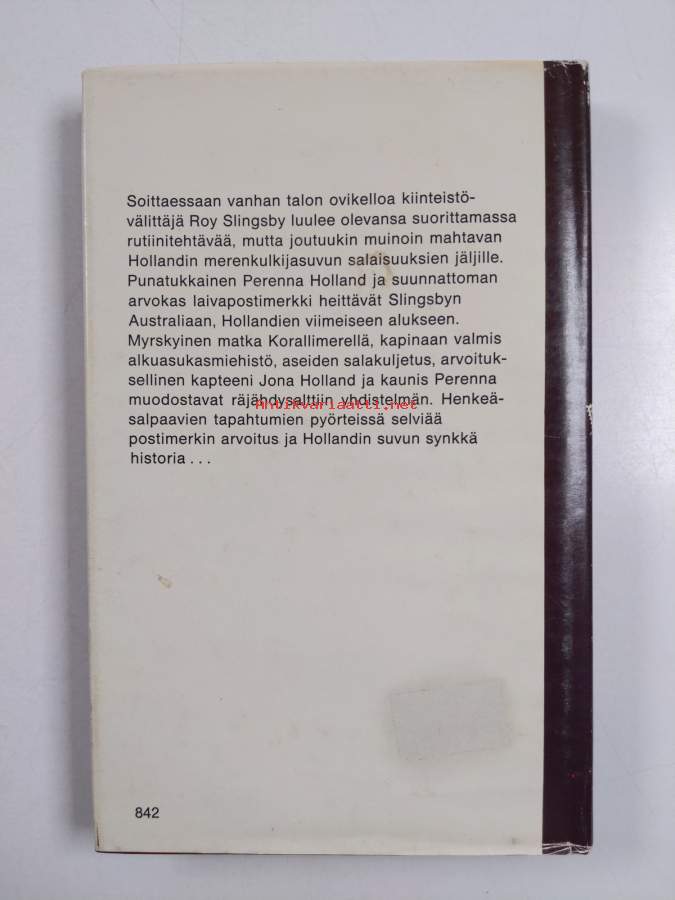 Soittaessaan vanhan talon ovikelloa kiinteistö-
välittäjä Roy Slingsby luulee olevansa suorittamassa
rutiinitehtävää, mutta joutuukin muinoin mahtavan
Hollandin merenkulkijasuvun salaisuuksien jäljille.
Punatukkainen Perenna Holland ja suunnattoman
arvokas laivapostimerkki heittävät Slingsbyn
Australiaan, Hollandien viimeiseen alukseen.
Myrskyinen matka Korallimerellä, kapinaan valmis
alkuasukasmiehistö, aseiden salakuljetus, arvoituk-
sellinen kapteeni Jona Holland ja kaunis Perenna
muodostavat räjähdysalttiin yhdistelmän. Henkeä-
Antikvariaatti.net
salpaavien tapahtumien pyörteissä selviää
postimerkin arvoitus ja Hollandin suvun synkkä
historia ...
842